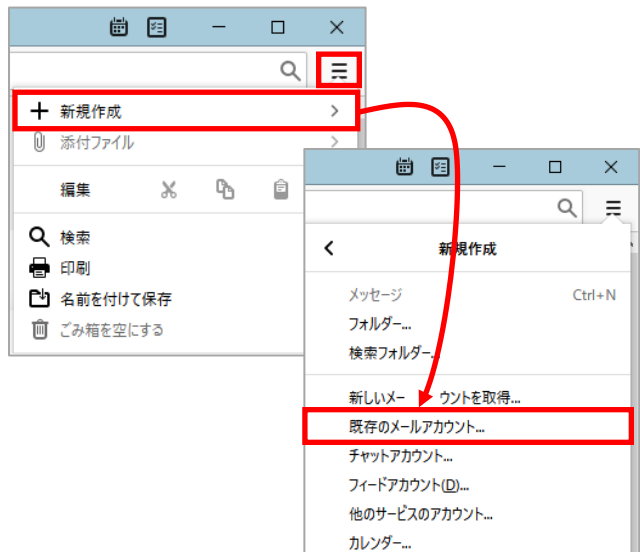 新規作成
添付ファイル
編集
検索
印刷
名前を付けて保存
ごみ箱を空にする
新規作成
メッセージ Ctrl+N
フォルダー...
検索フォルダー...
新しいメー ウントを取得...
既存のメールアカウント...
チャットアカウント...
フィードアカウント(D)...
他のサービスのアカウント...
カレンダー...